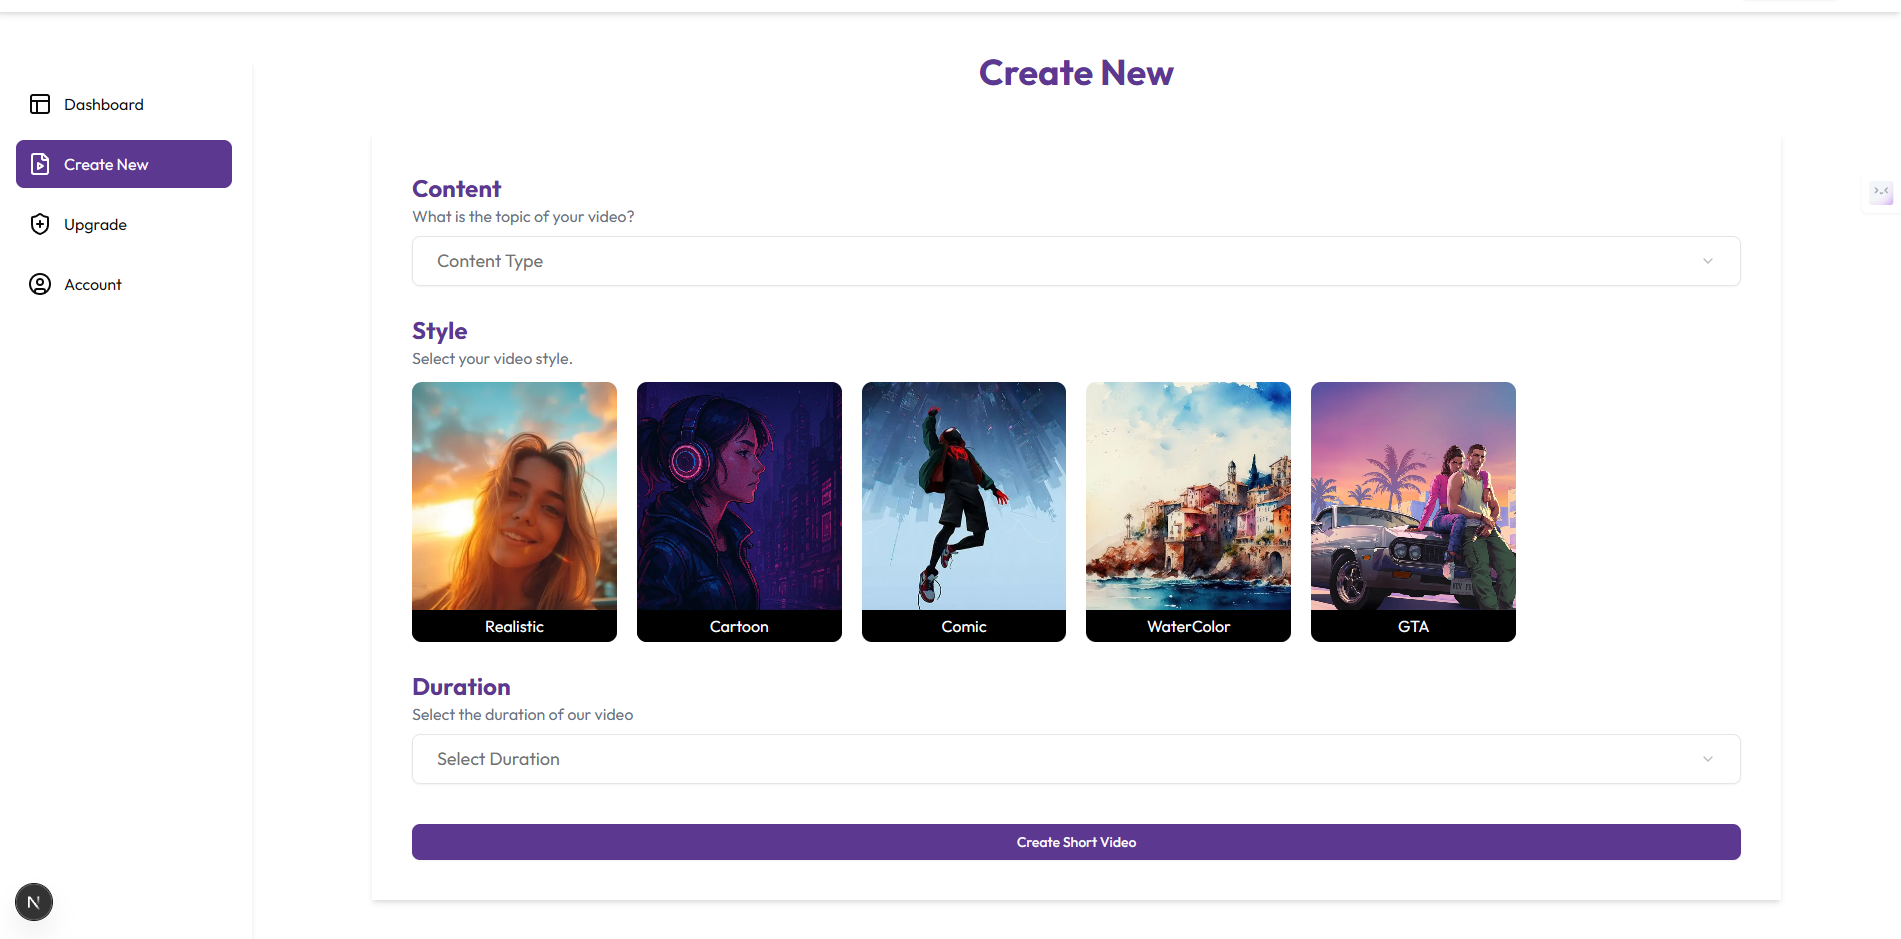 Create New
Dashboard
Create New
Upgrade
Account
Content
What is the topic of your video?
Content Type
Style
Select your video style.
Realistic
Cartoon
Comic
WaterColor
GTA
Duration
Select the duration of our video
Select Duration
Create Short Video
N